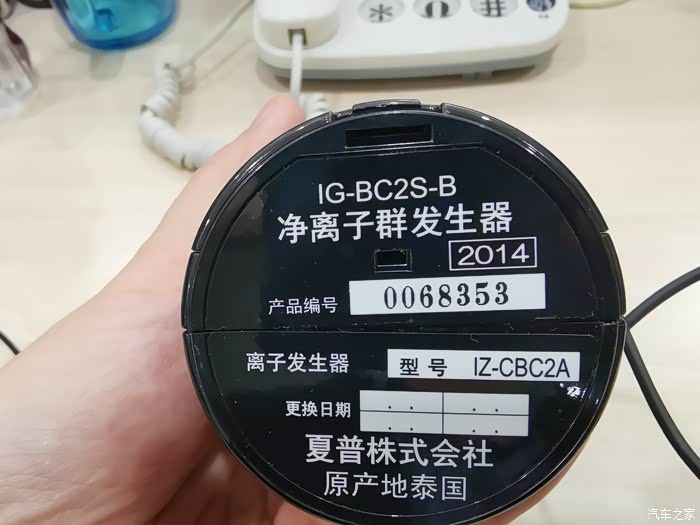 IG-BC2S-B
净离子群发生器
2014
产品编号 0068353
离子发生器 型号 IZ-CBC2A
更换日期
夏普株式会社
原产地泰国
汽车之家